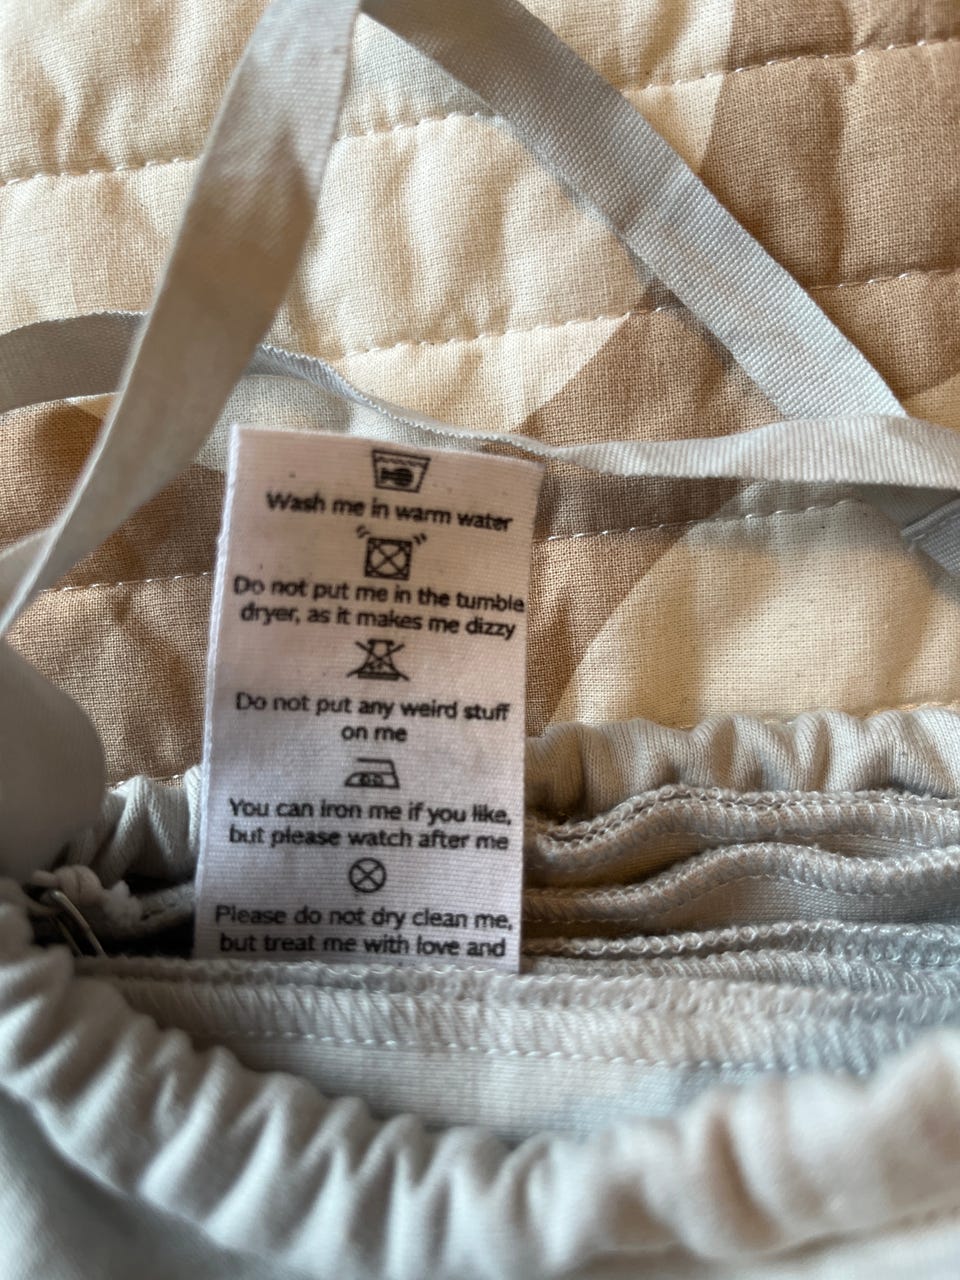 Wash me in warm water
Do not put me in the tumble
dryer, as it makes me dizzy
Do not put any weird stuff
on me
You can iron me if you like,
but please watch after me
Please do not dry clean me,
but treat me with love and